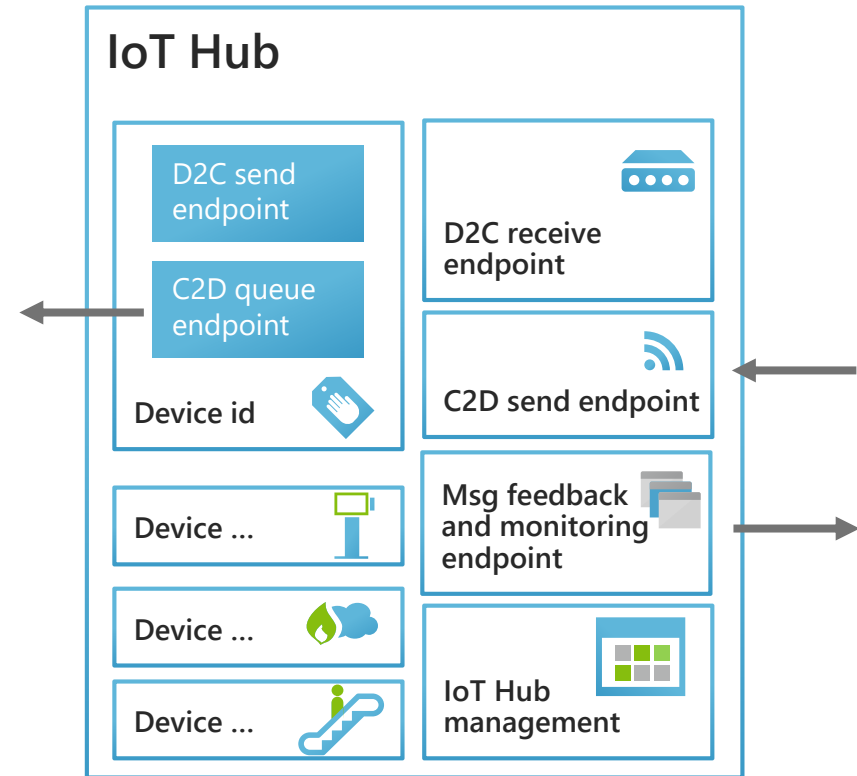 IoT Hub
D2C send
endpoint
C2D queue
endpoint
Device id
Device ...
Device ...
Device ...
D2C receive
endpoint
C2D send endpoint
Msg feedback
and monitoring
endpoint
IoT Hub
management